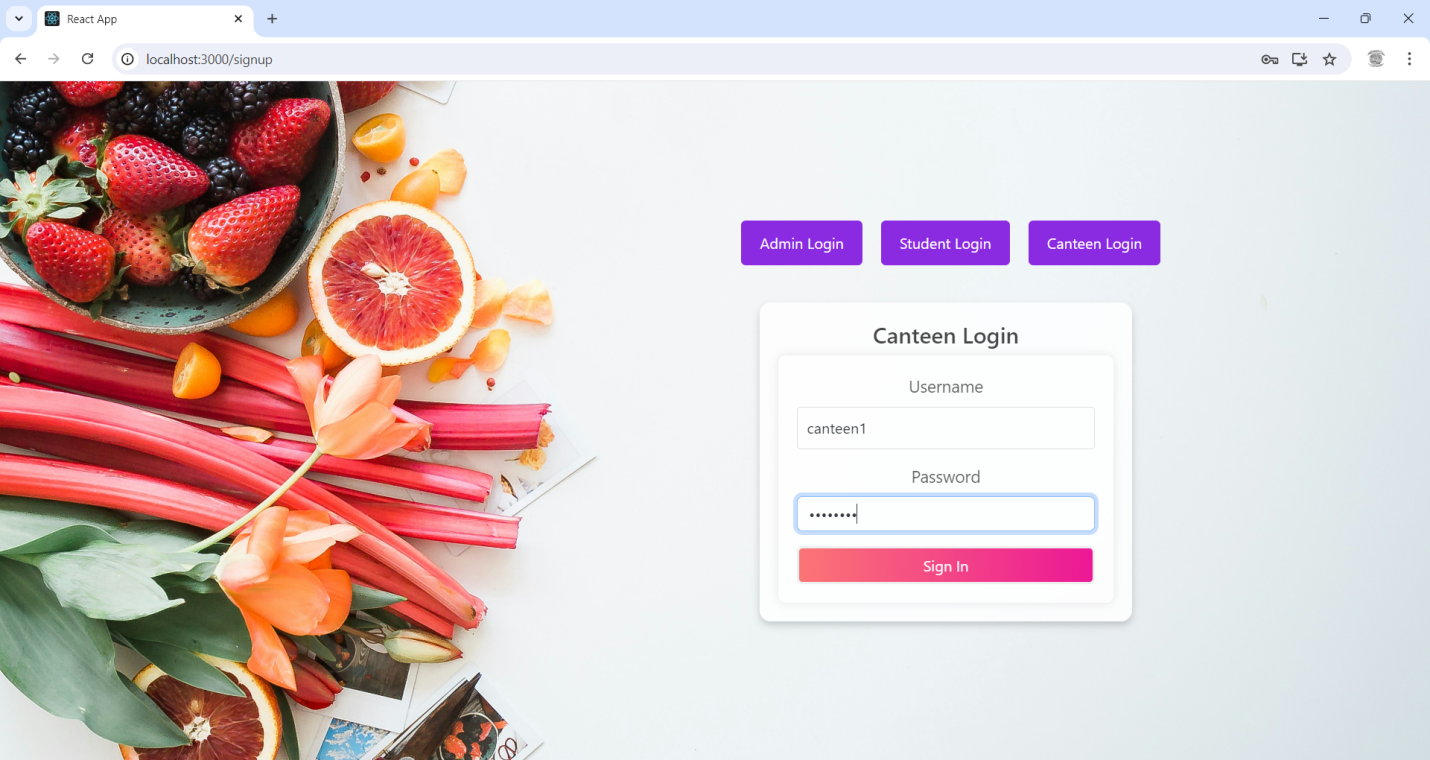 React App
localhost:3000/signup
Admin Login Student Login Canteen Login
Canteen Login
Username
canteen1
Password
••••••••
Sign In